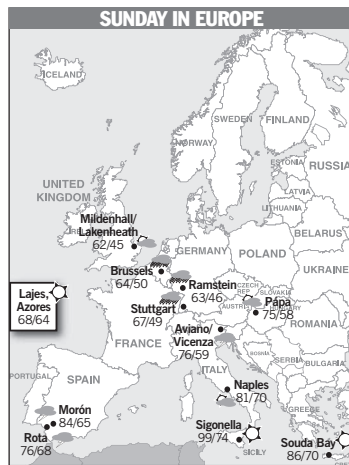 SUNDAY IN EUROPE
ICELAND
SWEDEN
FINLAND
NORWAY
ESTONIA
RUSSIA
LATVIA
LITHUANIA
UNITED
KINGDOM
Mildenhall/
Lakenheath
62/45
BELARUS
GERMANY
POLAND
UKRAINE
Brussels
64/50
Ramstein
63/46
CZECH
REP.
SLOVAKIA
Lajes,
Azores
68/64
Stuttgart
67/49
AUSTRIA
Pápa
75/58
FRANCE
Aviano/
Vicenza
76/59
ROMANIA
BOSNIA
SERBIA
BULGARIA
ITALY
PORTUGAL
SPAIN
Naples
81/70
Morón
84/65
GREECE
Sigonella
99/74
Rota
76/68
SICILY
Souda Bay
86/70